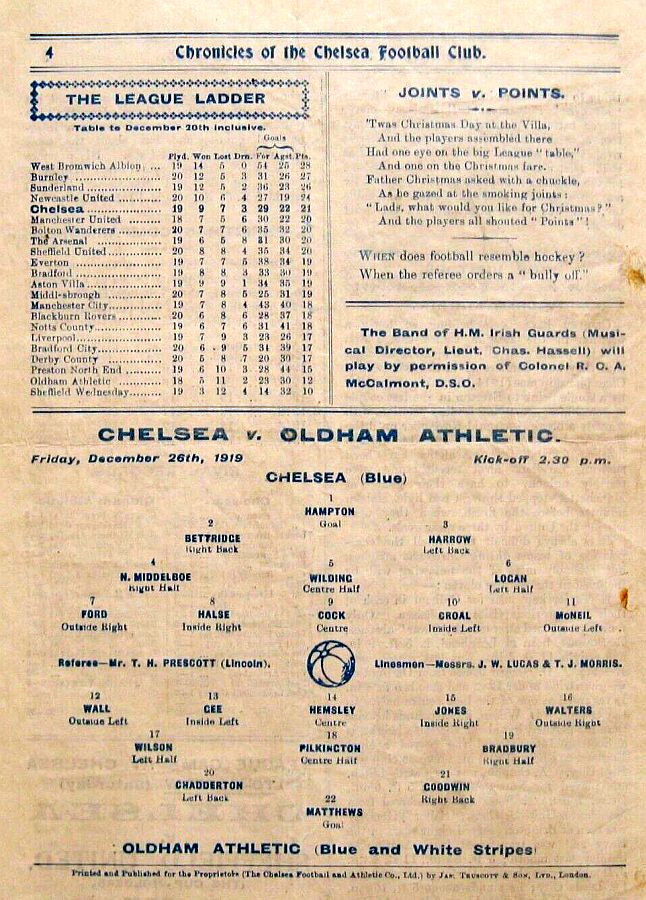 4
Chronicles of the Chelsea Football Club.
THE LEAGUE LADDER
Table to December 20th inclusive.
Goals
Plyd. Won Lost Drn. For Agst. Pts.
West Bromwich Albion ... 19 14 5 0 54 25 28
Burnley 20 12 5 3 31 26 27
Sunderland 19 12 5 2 36 23 26
Newcastle United 20 10 6 4 27 19 24
Chelsea 19 9 7 3 29 22 21
Manchester United 18 7 5 6 30 22 20
Bolton Wanderers 20 7 7 6 35 32 20
The Arsenal 19 6 5 8 31 30 20
Sheffield United 20 8 8 4 35 34 20
Everton 19 7 7 5 38 34 19
Bradford 19 8 8 3 33 30 19
Aston Villa 19 9 9 1 34 35 19
Middlesbrough 20 7 8 5 25 31 19
Manchester City 19 7 8 4 43 40 18
Blackburn Rovers 20 6 8 6 28 37 18
Notts County 19 6 7 6 31 41 18
Liverpool 19 7 9 3 23 26 17
Bradford City 20 6 9 5 31 39 17
Derby County 20 5 8 7 20 30 17
Preston North End 19 6 10 3 28 44 15
Oldham Athletic 18 5 11 2 23 30 12
Sheffield Wednesday 19 3 12 4 14 32 10
JOINTS v. POINTS.
'Twas Christmas Day at the Villa,
And the players assembled there
Had one eye on the big League "table,"
And one on the Christmas fare.
Father Christmas asked with a chuckle,
As he gazed at the smoking joints:
"Lads, what would you like for Christmas?"
And the players all shouted "Points"!
WHEN does football resemble hockey?
When the referee orders a "bully off."
The Band of H.M. Irish Guards (Musi-
cal Director, Lieut. Chas. Hassell) will
play by permission of Colonel R. C. A.
McCalmont, D.S.O.
CHELSEA v. OLDHAM ATHLETIC.
Friday, December 26th, 1919
Kick-off 2.30 p.m.
CHELSEA (Blue)
1
HAMPTON
Goal
2 3
BETTRIDGE HARROW
Right Back Left Back
4 5 6
N. MIDDELBOE WILDING LOGAN
Right Half Centre Half Left Half
7 8 9 10 11
FORD HALSE COCK CROAL McNEIL
Outside Right Inside Right Centre Inside Left Outside Left
Referee—Mr. T. H. PRESCOTT (Lincoln).
Linesmen—Messrs. J. W. LUCAS & T. J. MORRIS.
12 13 14 15 16
WALL GEE HEMSLEY JONES WALTERS
Outside Left Inside Left Centre Inside Right Outside Right
17 18 19
WILSON PILKINGTON BRADBURY
Left Half Centre Half Right Half
20 21
CHADDERTON GOODWIN
Left Back Right Back
22
MATTHEWS
Goal
OLDHAM ATHLETIC (Blue and White Stripes)
Printed and Published for the Proprietors (The Chelsea Football and Athletic Co., Ltd.) by JAS. TRUSCOTT & SON, LTD., London.